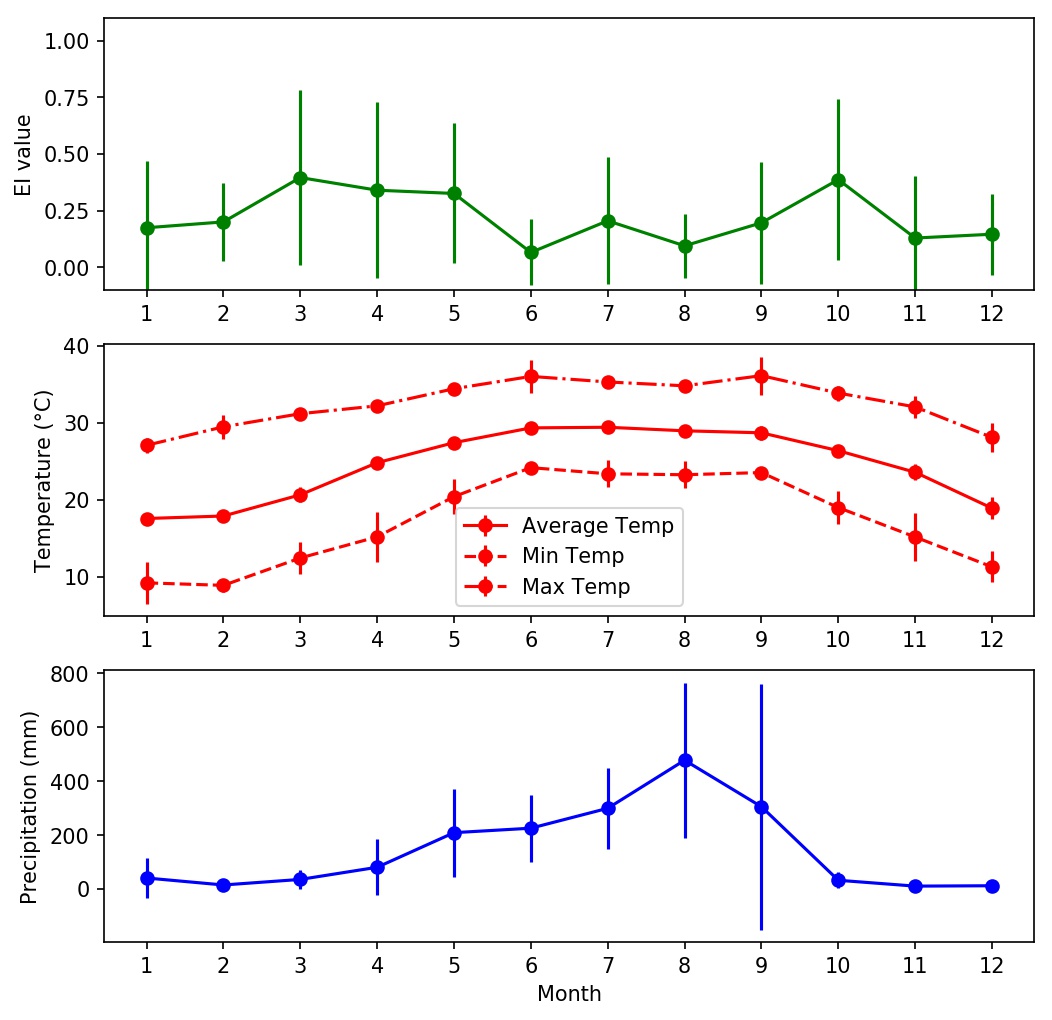 EI value
1.00
0.75
0.50
0.25
0.00
1 2 3 4 5 6 7 8 9 10 11 12
Temperature (°C)
40
30
20
10
Average Temp
Min Temp
Max Temp
1 2 3 4 5 6 7 8 9 10 11 12
Precipitation (mm)
800
600
400
200
0
1 2 3 4 5 6 7 8 9 10 11 12
Month